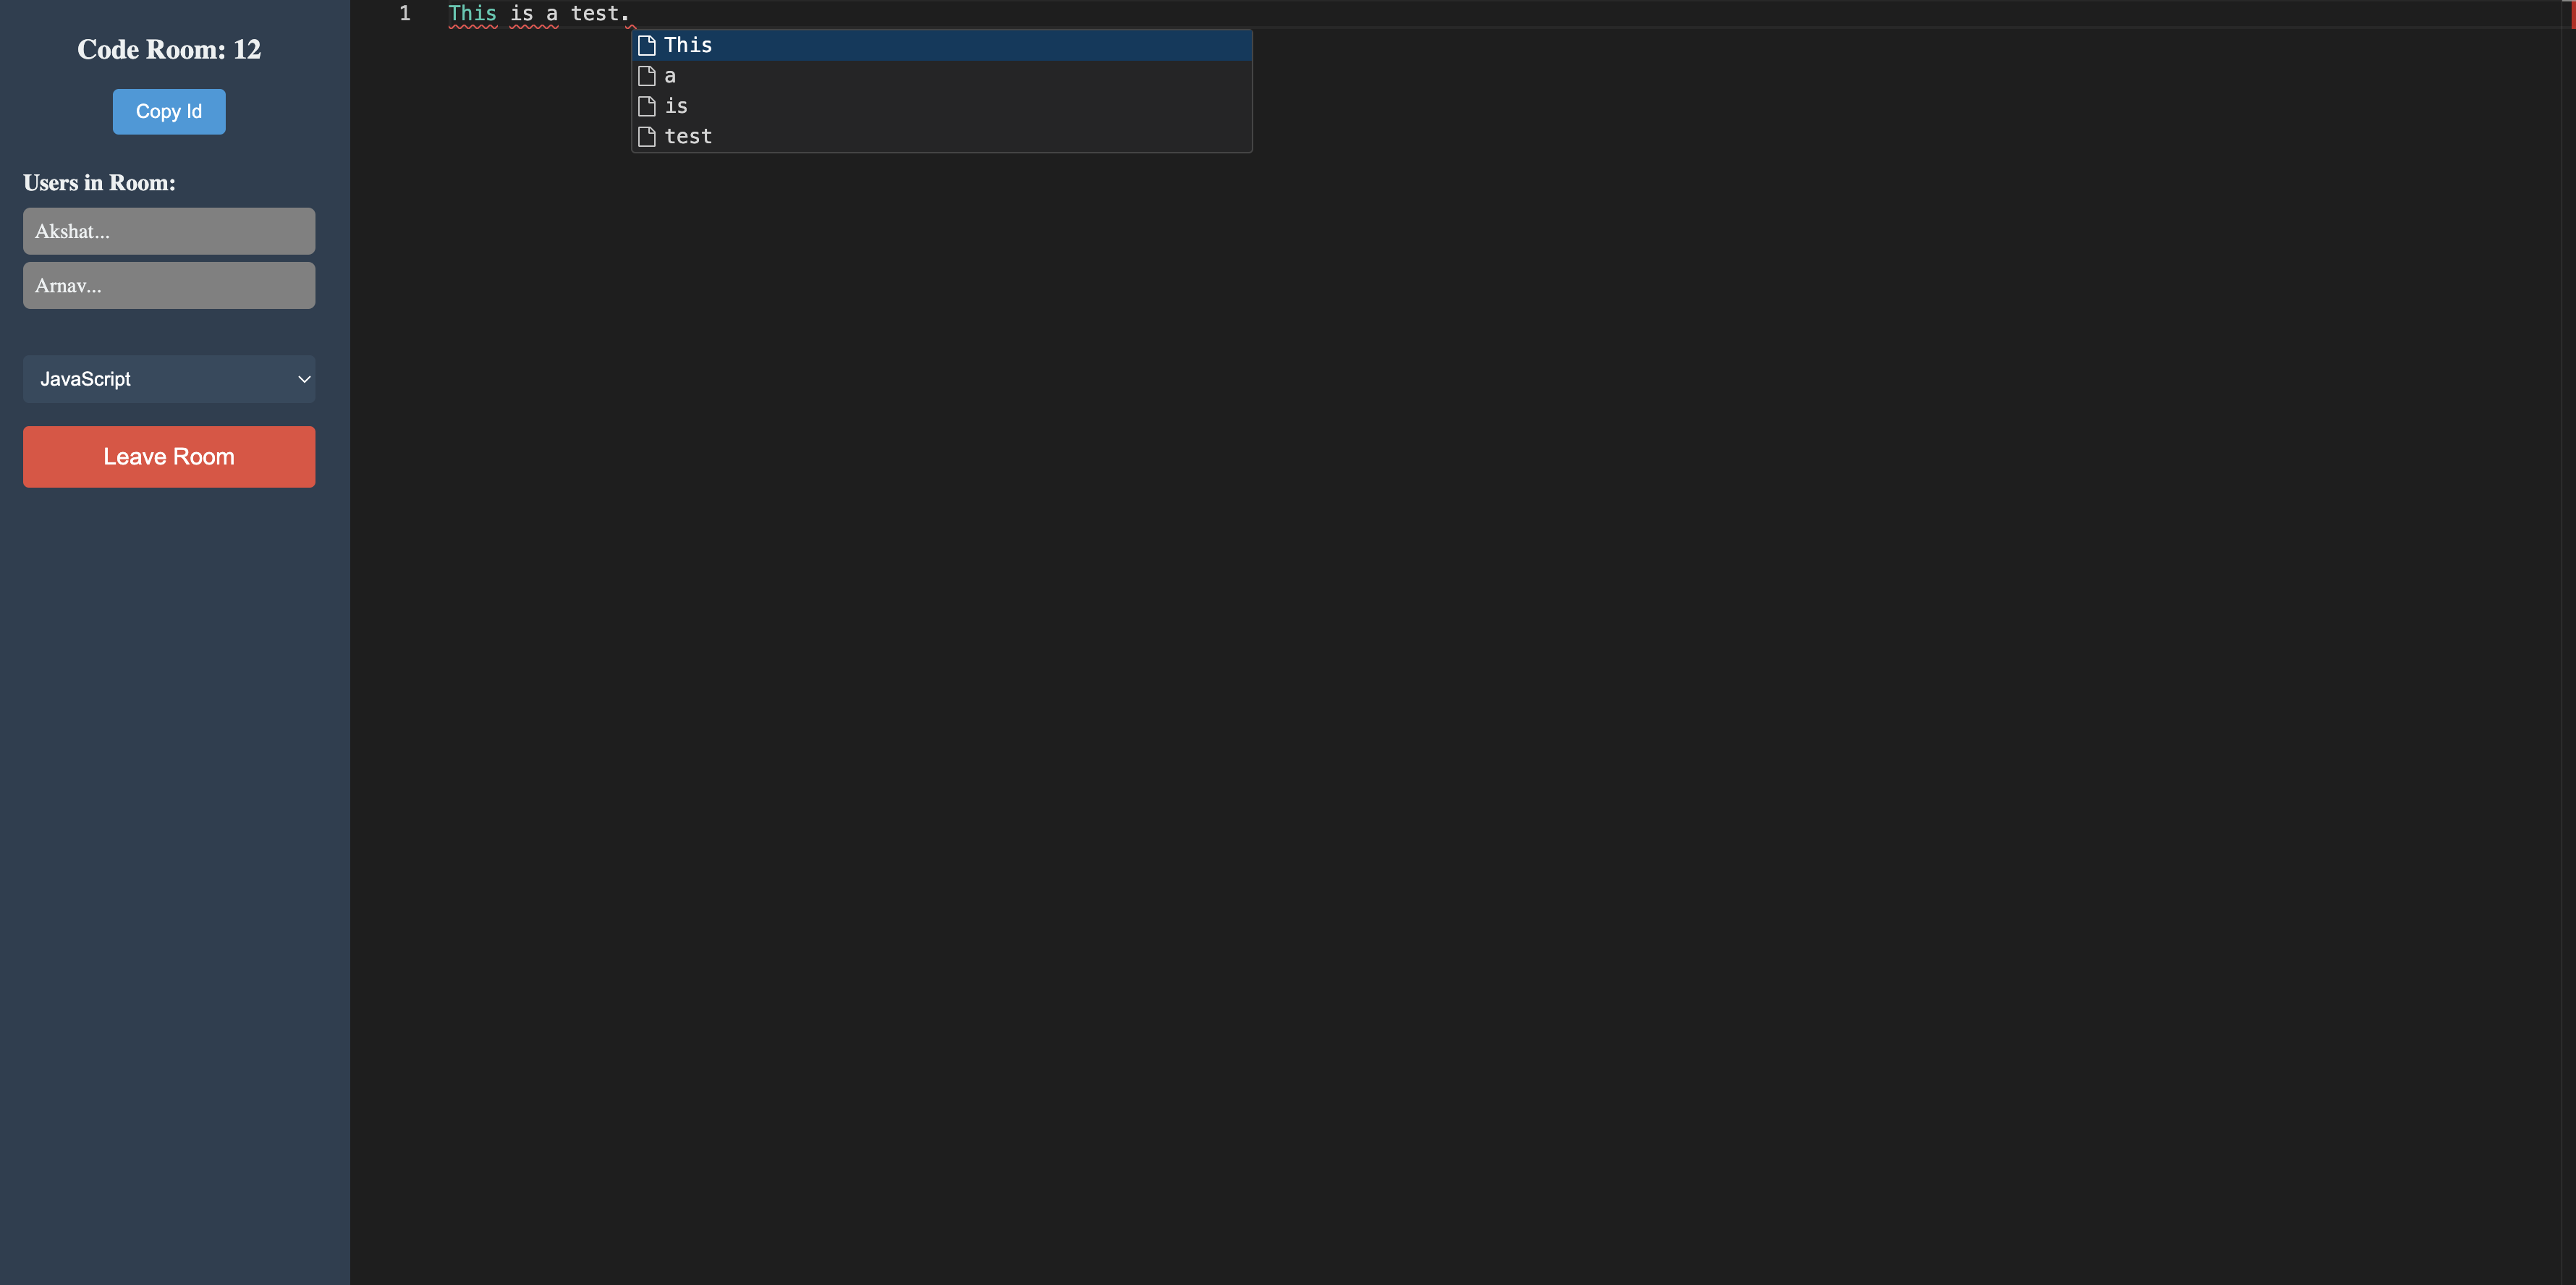 Code Room: 12
Copy Id
Users in Room:
Akshat...
Arnav...
JavaScript
Leave Room
1 This is a test.
This
a
is
test